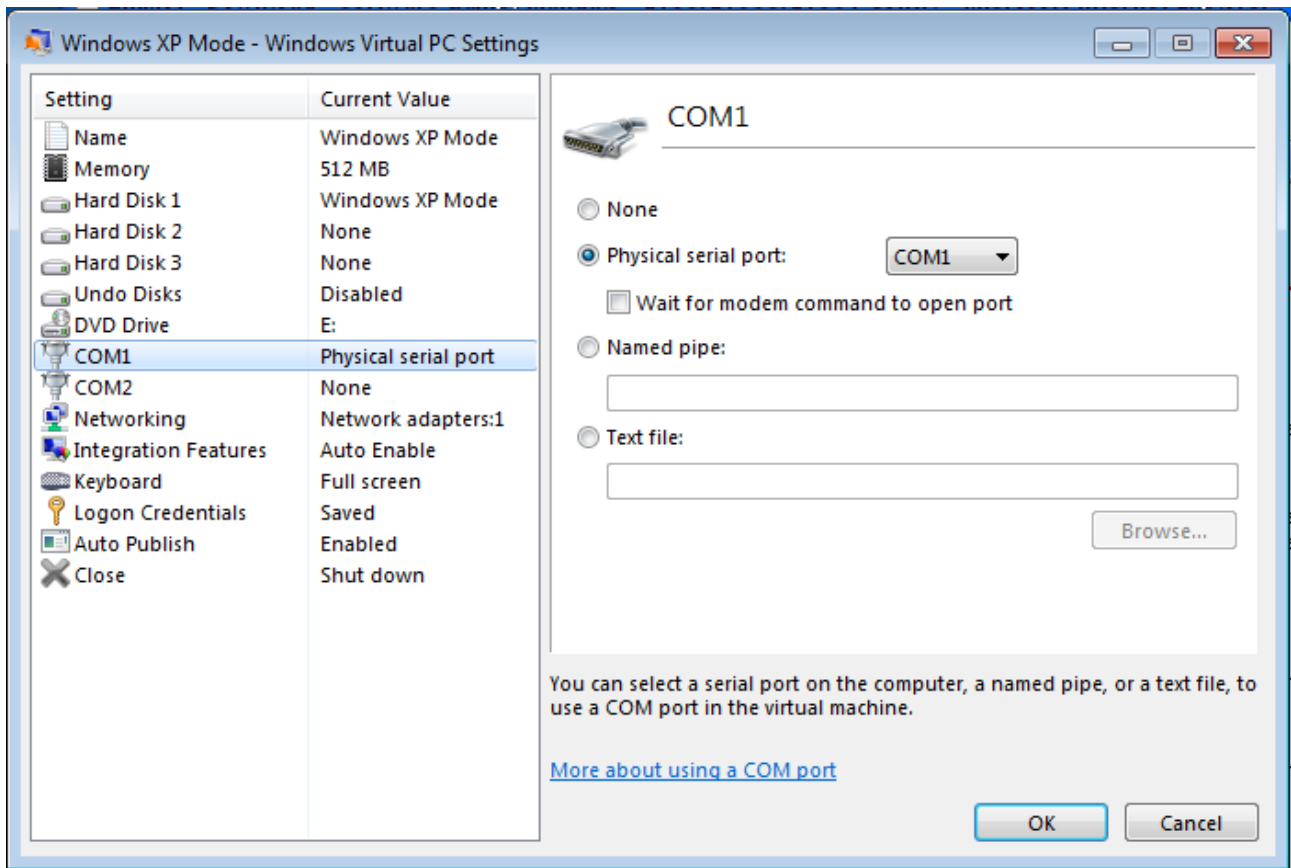 Windows XP Mode - Windows Virtual PC Settings
Setting Current Value
Name Windows XP Mode
Memory 512 MB
Hard Disk 1 Windows XP Mode
Hard Disk 2 None
Hard Disk 3 None
Undo Disks Disabled
DVD Drive E:
COM1 Physical serial port
COM2 None
Networking Network adapters:1
Integration Features Auto Enable
Keyboard Full screen
Logon Credentials Saved
Auto Publish Enabled
Close Shut down
COM1
None
Physical serial port: COM1
Wait for modem command to open port
Named pipe:
Text file:
Browse...
You can select a serial port on the computer, a named pipe, or a text file, to
use a COM port in the virtual machine.
More about using a COM port
OK Cancel